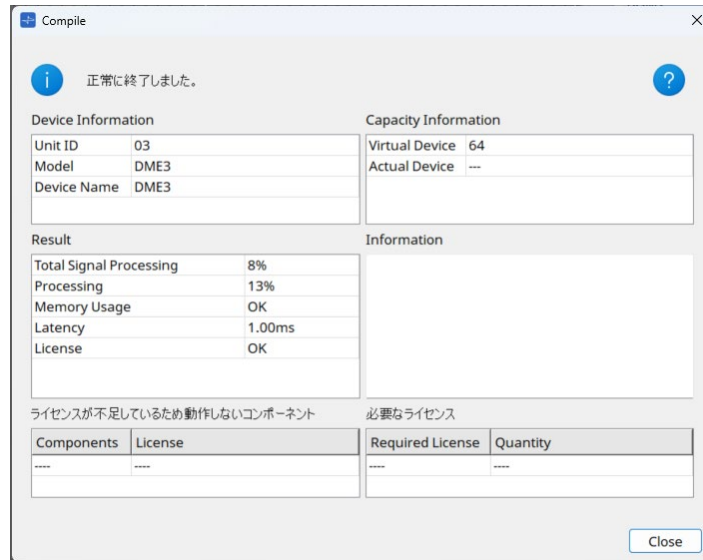 Compile
正常に終了しました。
Device Information
Unit ID 03
Model DME3
Device Name DME3
Capacity Information
Virtual Device 64
Actual Device ---
Result
Total Signal Processing 8%
Processing 13%
Memory Usage OK
Latency 1.00ms
License OK
Information
ライセンスが不足しているため動作しないコンポーネント
Components License
---- ----
必要なライセンス
Required License Quantity
---- ----
Close